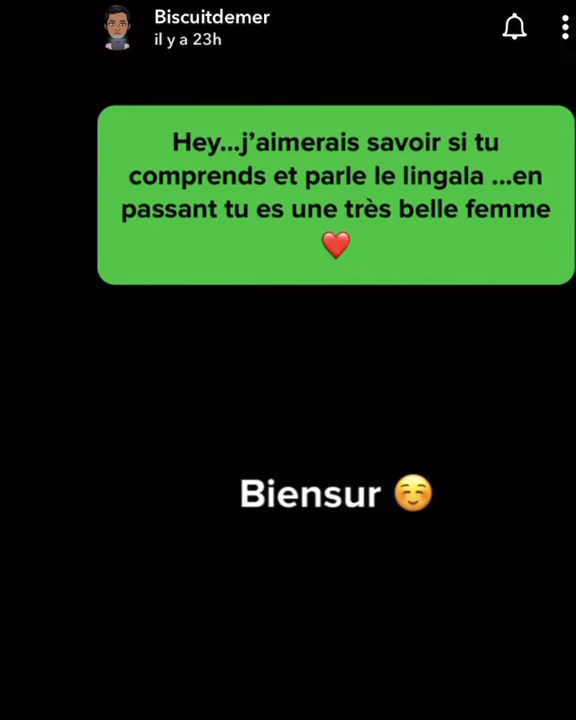 Biscuitdemer
il y a 23h
Hey...j'aimerais savoir si tu
comprends et parle le lingala ...en
passant tu es une très belle femme
❤️
Biensur ☺️